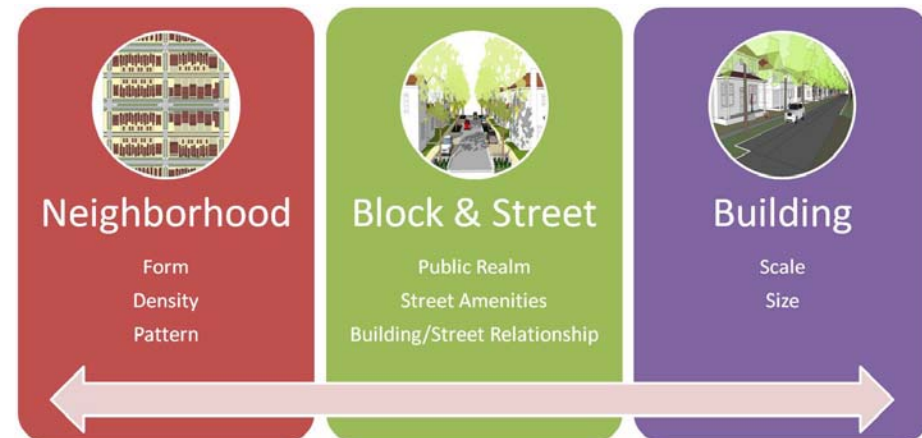 Neighborhood
Form
Density
Pattern
Block & Street
Public Realm
Street Amenities
Building/Street Relationship
Building
Scale
Size